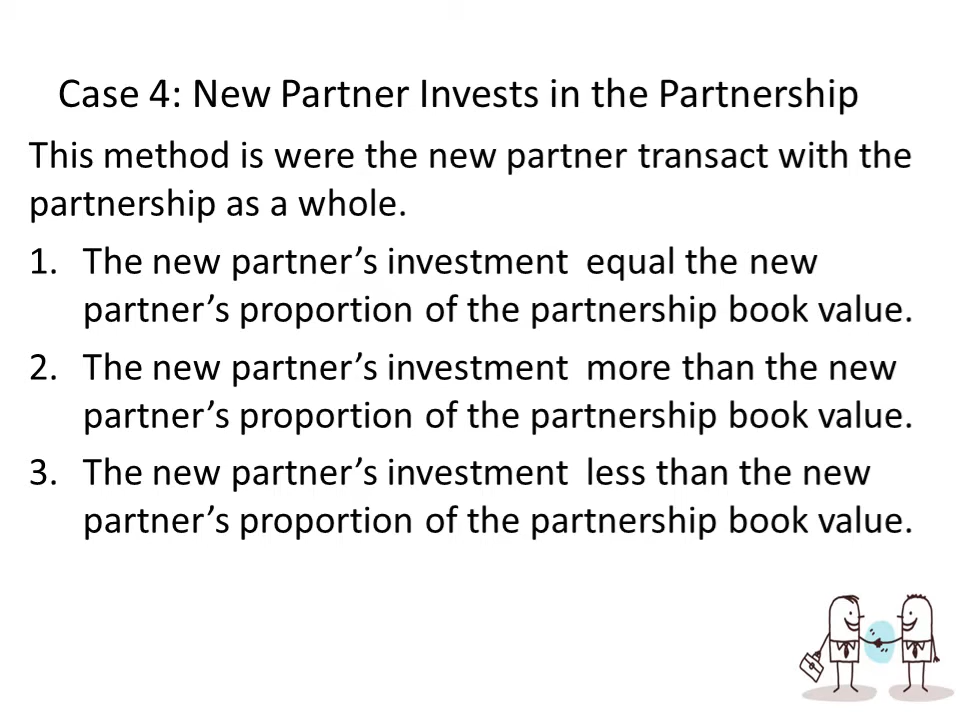 Case 4: New Partner Invests in the Partnership
This method is were the new partner transact with the
partnership as a whole.
1. The new partner’s investment  equal the new
partner’s proportion of the partnership book value.
2. The new partner’s investment  more than the new
partner’s proportion of the partnership book value.
3. The new partner’s investment  less than the new
partner’s proportion of the partnership book value.